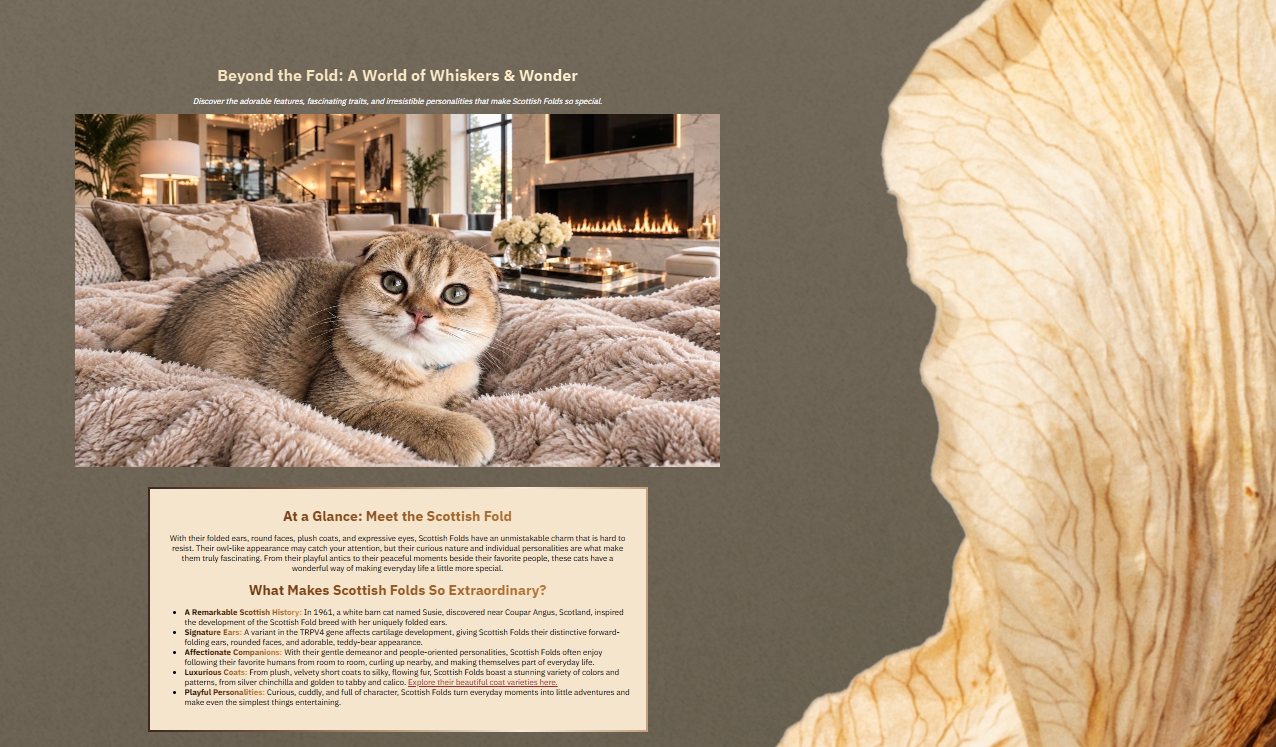 Beyond the Fold: A World of Whiskers & Wonder
Discover the adorable features, fascinating traits, and irresistible personalities that make Scottish Folds so special.
At a Glance: Meet the Scottish Fold
With their folded ears, round faces, plush coats, and expressive eyes, Scottish Folds have an unmistakable charm that is hard to
resist. Their owl-like appearance may catch your attention, but their curious nature and individual personalities are what make
them truly fascinating. From their playful antics to their peaceful moments beside their favorite people, these cats have a
wonderful way of making everyday life a little more special.
What Makes Scottish Folds So Extraordinary?
• A Remarkable Scottish History: In 1961, a white barn cat named Susie, discovered near Coupar Angus, Scotland, inspired
the development of the Scottish Fold breed with her uniquely folded ears.
• Signature Ears: A variant in the TRPV4 gene affects cartilage development, giving Scottish Folds their distinctive forward-
folding ears, rounded faces, and adorable, teddy-bear appearance.
• Affectionate Companions: With their gentle demeanor and people-oriented personalities, Scottish Folds often enjoy
following their favorite humans from room to room, curling up nearby, and making themselves part of everyday life.
• Luxurious Coats: From plush, velvety short coats to silky, flowing fur, Scottish Folds boast a stunning variety of colors and
patterns, from silver chinchilla and golden to tabby and calico. Explore their beautiful coat varieties here.
• Playful Personalities: Curious, cuddly, and full of character, Scottish Folds turn everyday moments into little adventures and
make even the simplest things entertaining.